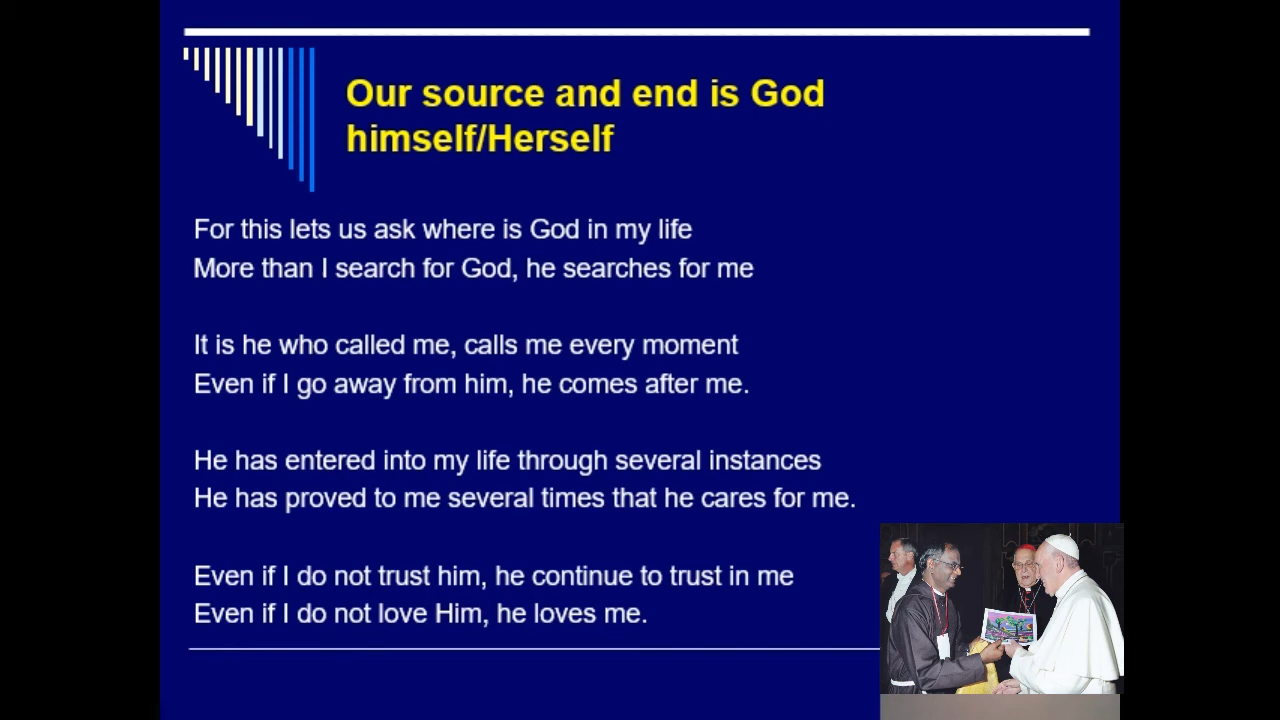 Our source and end is God
himself/Herself
For this lets us ask where is God in my life
More than I search for God, he searches for me
It is he who called me, calls me every moment
Even if I go away from him, he comes after me.
He has entered into my life through several instances
He has proved to me several times that he cares for me.
Even if I do not trust him, he continue to trust in me
Even if I do not love Him, he loves me.